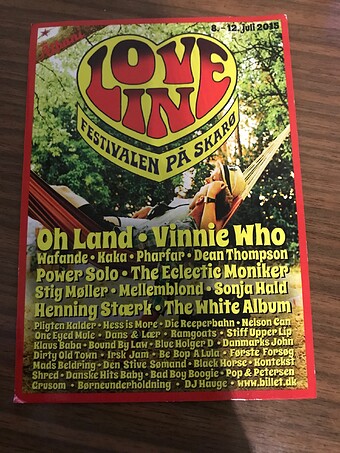 8. - 12. juli 2015
LOVE
IN
FESTIVALEN PÅ SKARØ
Oh Land • Vinnie Who
Wafande • Kaka • Pharfar • Dean Thompson
Power Solo • The Eclectic Moniker
Stig Møller • Mellemblond • Sonja Hald
Henning Stærk • The White Album
Pligten Kalder • Hess is More • Die Reeperbahn • Nelson Can
One Eyed Mule • Dans & Lær • Ramgoats • Stiff Upper Lip
Klavs Baba • Bound By Law • Blue Holger D • Danmarks John
Dirty Old Town • Irsk Jam • Be Bop A Lula • Første Forsøg
Mads Beldring • Den Stive Sømand • Black Horse • Kontekst
Shred • Danske Hits Baby • Bad Boy Boogie • Pop & Petersen
Grusom • Børneunderholdning • DJ Hauge • www.billet.dk